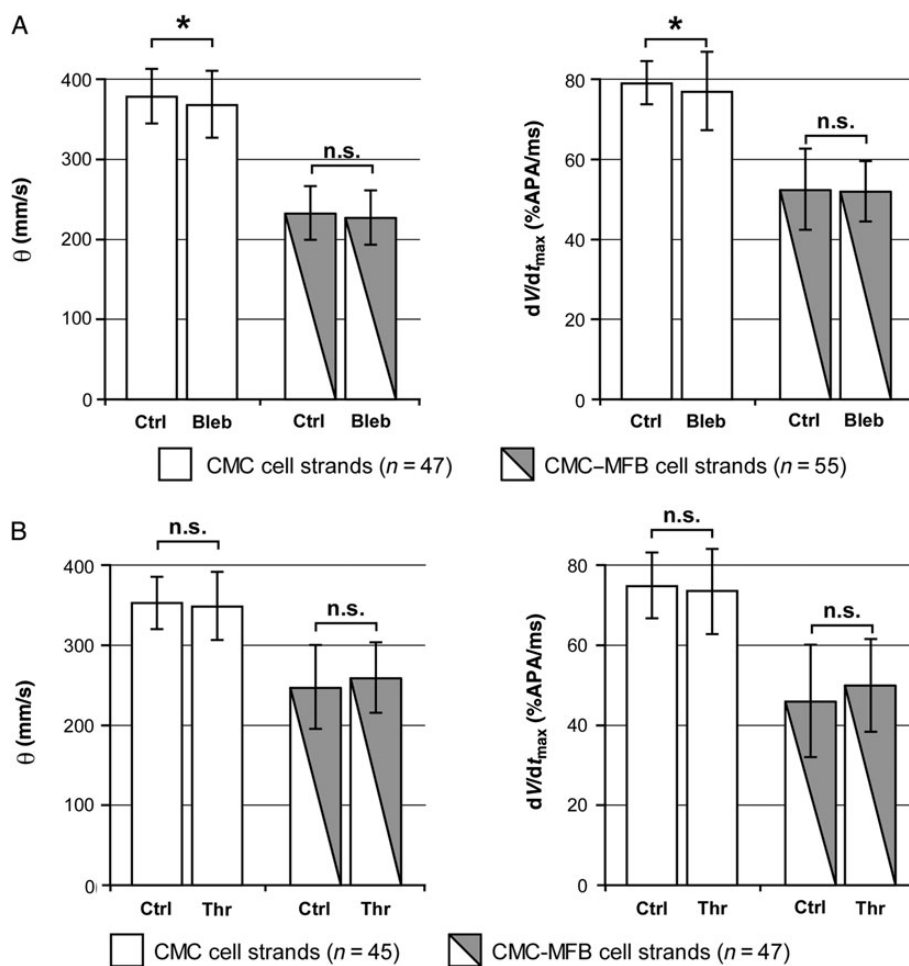 A
*
400
300
200
100
0
θ (mm/s)
n.s.
Ctrl Bleb Ctrl Bleb
*
80
60
40
20
0
dV/dtmax (%APA/ms)
n.s.
Ctrl Bleb Ctrl Bleb
CMC cell strands (n = 47) CMC–MFB cell strands (n = 55)
B
n.s.
400
300
200
100
0
θ (mm/s)
n.s.
Ctrl Thr Ctrl Thr
n.s.
80
60
40
20
0
dV/dtmax (%APA/ms)
n.s.
Ctrl Thr Ctrl Thr
CMC cell strands (n = 45) CMC-MFB cell strands (n = 47)